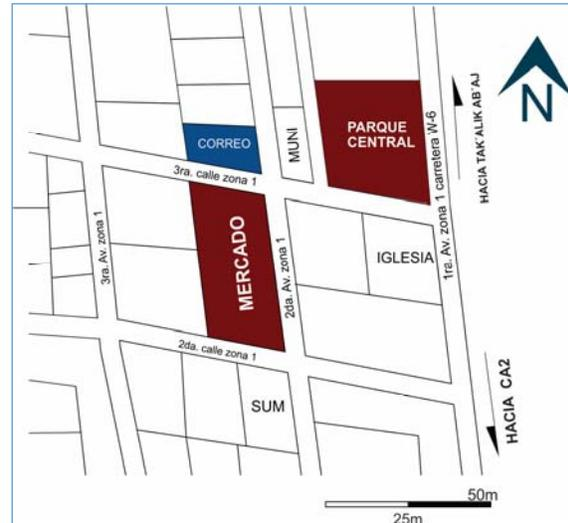 CORREO
MUNI
PARQUE
CENTRAL
1ra. Av. zona 1 carretera W-6
HACIA TAK´ALIK AB´AJ
N
3ra. calle zona 1
3ra. Av. zona 1
MERCADO
2da. Av. zona 1
IGLESIA
2da. calle zona 1
SUM
HACIA CA2
50m
25m